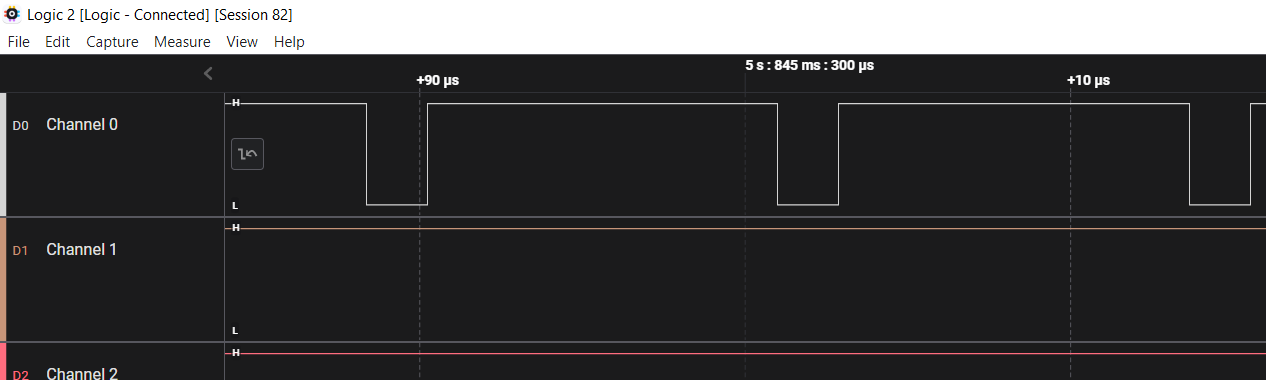 Logic 2 [Logic - Connected] [Session 82]
File Edit Capture Measure View Help
5 s : 845 ms : 300 µs
+90 µs +10 µs
H
D0 Channel 0
L
H
D1 Channel 1
L
H
D2 Channel 2